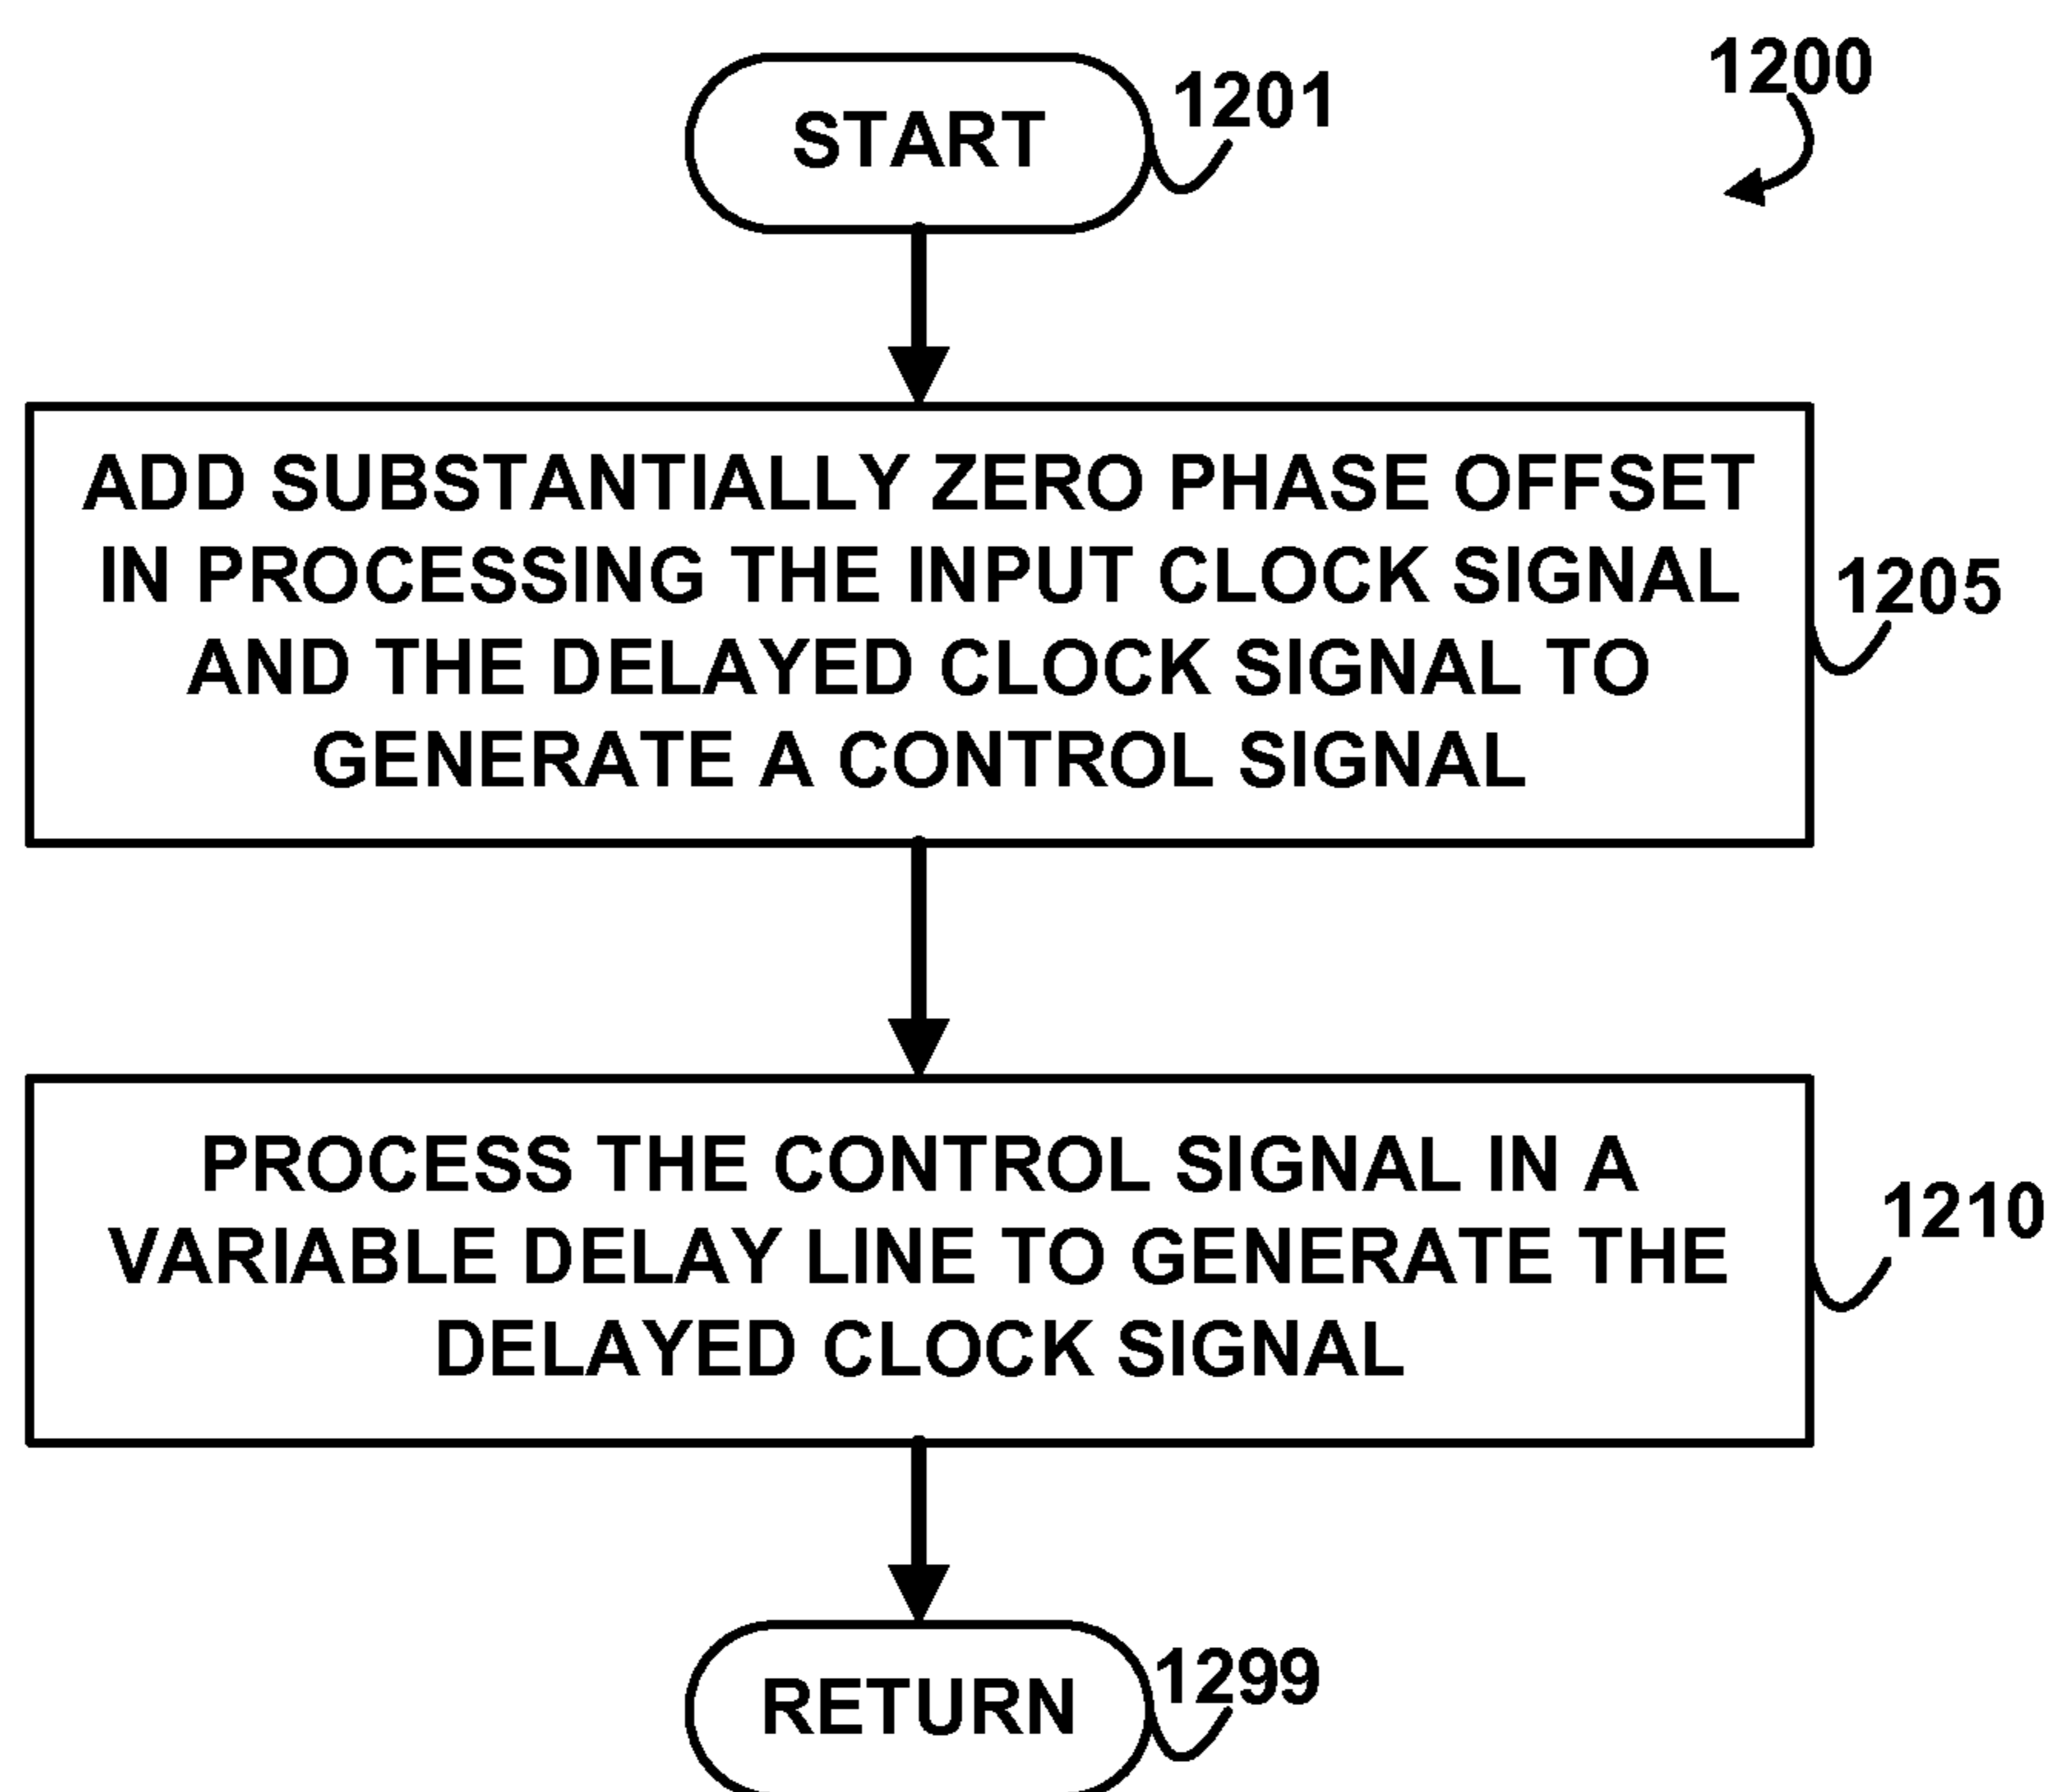 1200
START
1201
ADD SUBSTANTIALLY ZERO PHASE OFFSET
IN PROCESSING THE INPUT CLOCK SIGNAL
AND THE DELAYED CLOCK SIGNAL TO
GENERATE A CONTROL SIGNAL
1205
PROCESS THE CONTROL SIGNAL IN A
VARIABLE DELAY LINE TO GENERATE THE
DELAYED CLOCK SIGNAL
1210
RETURN
1299